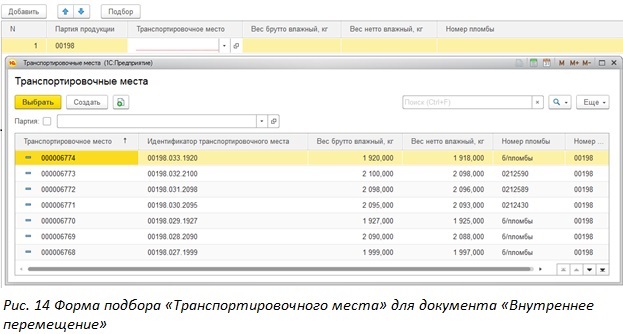 Добавить Подбор
N Партия продукции Транспортировочное место Вес брутто влажный, кг Вес нетто влажный, кг Номер пломбы
1 00198
Транспортировочные места (1С:Предприятие) M M+ M-
Транспортировочные места
Выбрать Создать Поиск (Ctrl+F) × Еще
Партия:
Транспортировочное место ↑ Идентификатор транспортировочного места Вес брутто влажный, кг Вес нетто влажный, кг Номер пломбы Номер ...
000006774 00198.033.1920 1 920,000 1 918,000 б/пломбы 00198
000006773 00198.032.2100 2 100,000 2 098,000 0212590 00198
000006772 00198.031.2098 2 098,000 2 096,000 0212589 00198
000006771 00198.030.2095 2 095,000 2 093,000 0212430 00198
000006770 00198.029.1927 1 927,000 1 925,000 б/пломбы 00198
000006769 00198.028.2090 2 090,000 2 088,000 б/пломбы 00198
000006768 00198.027.1999 1 999,000 1 997,000 б/пломбы 00198
Рис. 14 Форма подбора «Транспортировочного места» для документа «Внутреннее
перемещение»